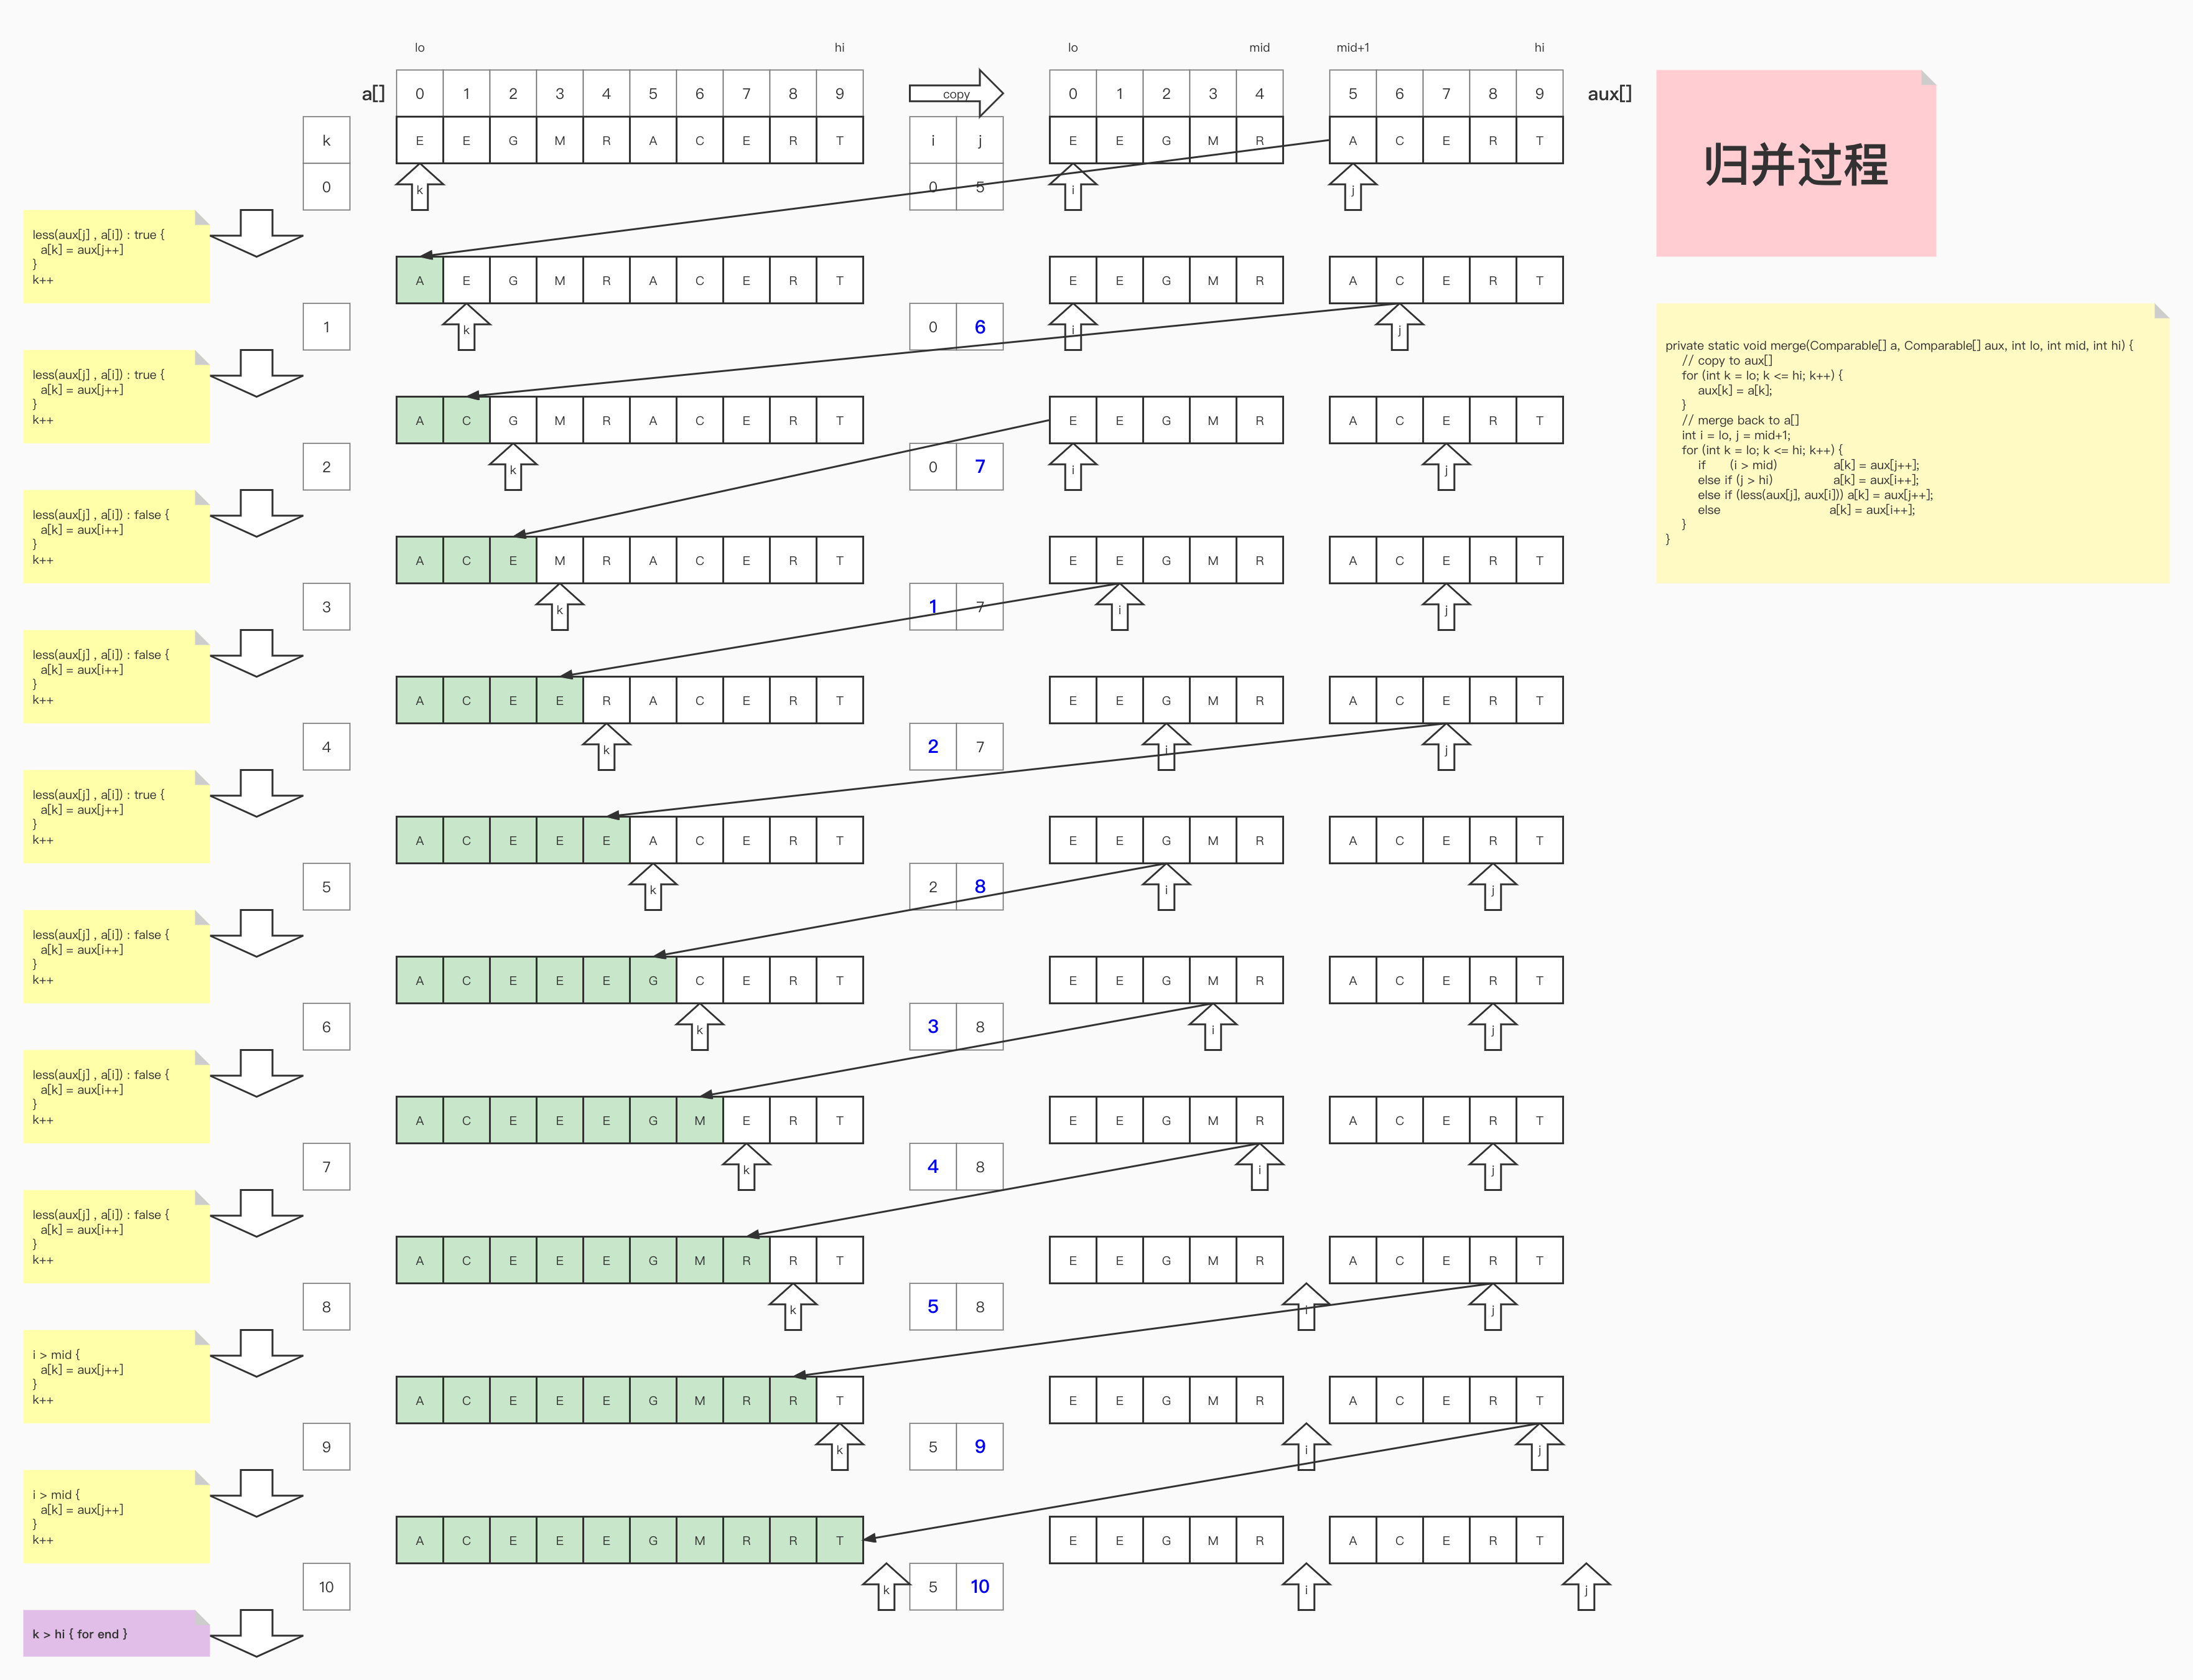 lo hi lo mid mid+1 hi
a[] 0 1 2 3 4 5 6 7 8 9 copy 0 1 2 3 4 5 6 7 8 9 aux[]
k E E G M R A C E R T i j E E G M R A C E R T
0 k 0 5 i j
归并过程
less(aux[j] , a[i]) : true {
a[k] = aux[j++]
}
k++
A E G M R A C E R T E E G M R A C E R T
1 k 0 6 i j
less(aux[j] , a[i]) : true {
a[k] = aux[j++]
}
k++
A C G M R A C E R T E E G M R A C E R T
2 k 0 7 i j
less(aux[j] , a[i]) : false {
a[k] = aux[i++]
}
k++
A C E M R A C E R T E E G M R A C E R T
3 k 1 7 i j
less(aux[j] , a[i]) : false {
a[k] = aux[i++]
}
k++
A C E E R A C E R T E E G M R A C E R T
4 k 2 7 i j
less(aux[j] , a[i]) : true {
a[k] = aux[j++]
}
k++
A C E E E A C E R T E E G M R A C E R T
5 k 2 8 i j
less(aux[j] , a[i]) : false {
a[k] = aux[i++]
}
k++
A C E E E G C E R T E E G M R A C E R T
6 k 3 8 i j
less(aux[j] , a[i]) : false {
a[k] = aux[i++]
}
k++
A C E E E G M E R T E E G M R A C E R T
7 k 4 8 i j
less(aux[j] , a[i]) : false {
a[k] = aux[i++]
}
k++
A C E E E G M R R T E E G M R A C E R T
8 k 5 8 i j
i > mid {
a[k] = aux[j++]
}
k++
A C E E E G M R R T E E G M R A C E R T
9 k 5 9 i j
i > mid {
a[k] = aux[j++]
}
k++
A C E E E G M R R T E E G M R A C E R T
10 k 5 10 i j
k > hi { for end }
private static void merge(Comparable[] a, Comparable[] aux, int lo, int mid, int hi) {
// copy to aux[]
for (int k = lo; k <= hi; k++) {
aux[k] = a[k];
}
// merge back to a[]
int i = lo, j = mid+1;
for (int k = lo; k <= hi; k++) {
if (i > mid) a[k] = aux[j++];
else if (j > hi) a[k] = aux[i++];
else if (less(aux[j], aux[i])) a[k] = aux[j++];
else a[k] = aux[i++];
}
}